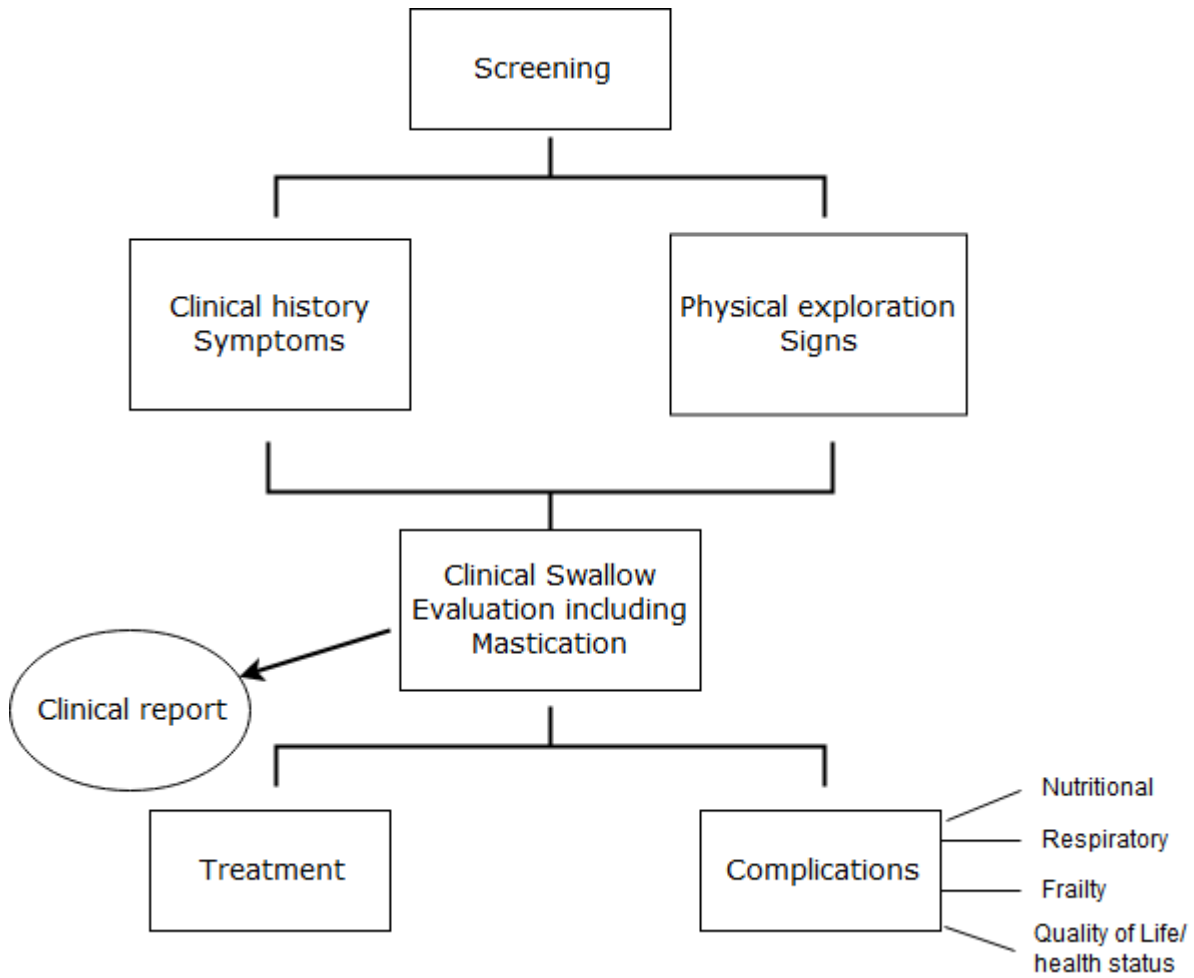 Screening
Clinical history
Symptoms
Physical exploration
Signs
Clinical Swallow
Evaluation including
Mastication
Clinical report
Treatment
Complications
Nutritional
Respiratory
Frailty
Quality of Life/
health status